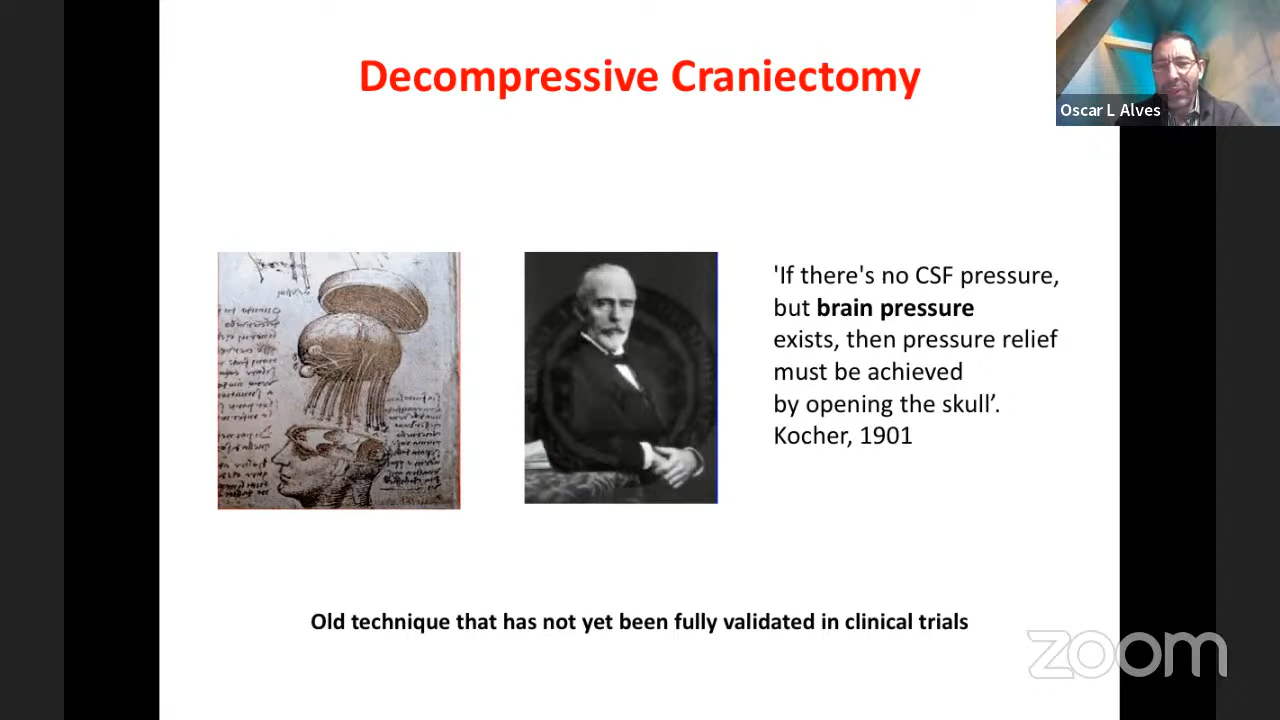 Decompressive Craniectomy
Oscar L Alves
'If there's no CSF pressure,
but brain pressure
exists, then pressure relief
must be achieved
by opening the skull’.
Kocher, 1901
Old technique that has not yet been fully validated in clinical trials
zoom